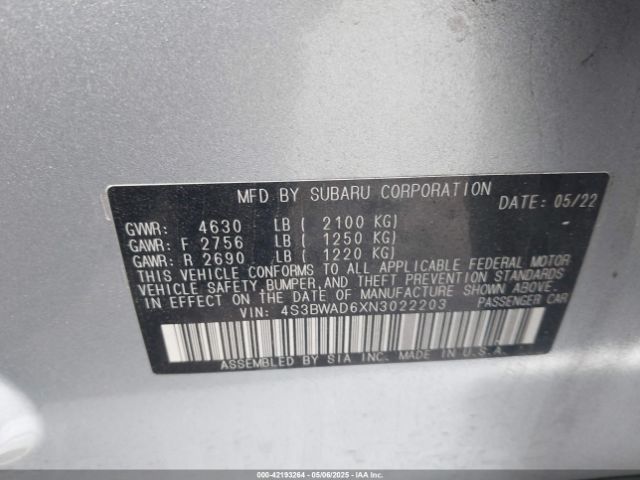 MFD BY SUBARU CORPORATION
DATE: 05/22
GVWR: 4630 LB ( 2100 KG)
GAWR: F 2756 LB ( 1250 KG)
GAWR: R 2690 LB ( 1220 KG)
THIS VEHICLE CONFORMS TO ALL APPLICABLE FEDERAL MOTOR
VEHICLE SAFETY, BUMPER, AND THEFT PREVENTION STANDARDS
IN EFFECT ON THE DATE OF MANUFACTURE SHOWN ABOVE.
VIN: 4S3BWAD6XN3022203 PASSENGER CAR
ASSEMBLED BY SIA INC. MADE IN U.S.A.
000-42193264 - 05/06/2025 - IAA Inc.